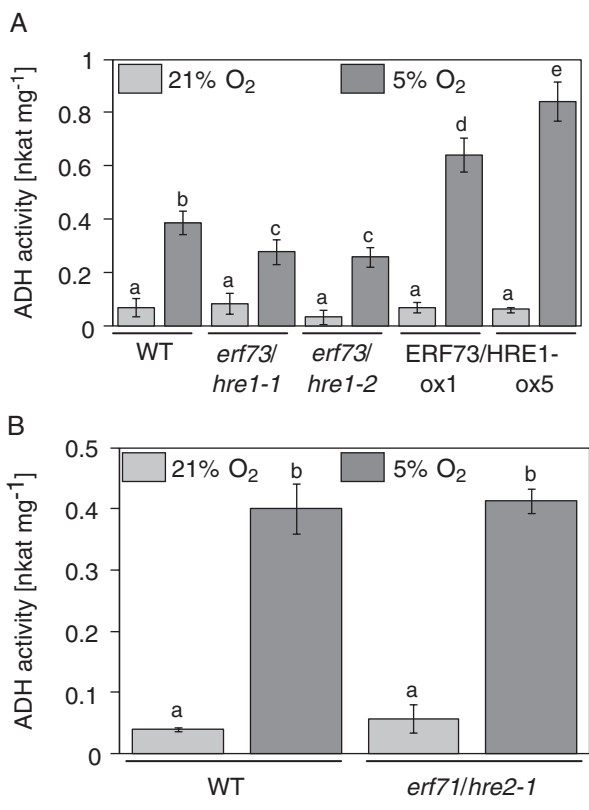 A
ADH activity [nkat mg⁻¹]
1
0.8
0.6
0.4
0.2
0
21% O₂ 5% O₂
a b a c a c a d a e
WT erf73/hre1-1 erf73/hre1-2 ERF73/HRE1-
ox1 ox5
B
ADH activity [nkat mg⁻¹]
0.5
0.4
0.3
0.2
0.1
0
21% O₂ 5% O₂
a b a b
WT erf71/hre2-1